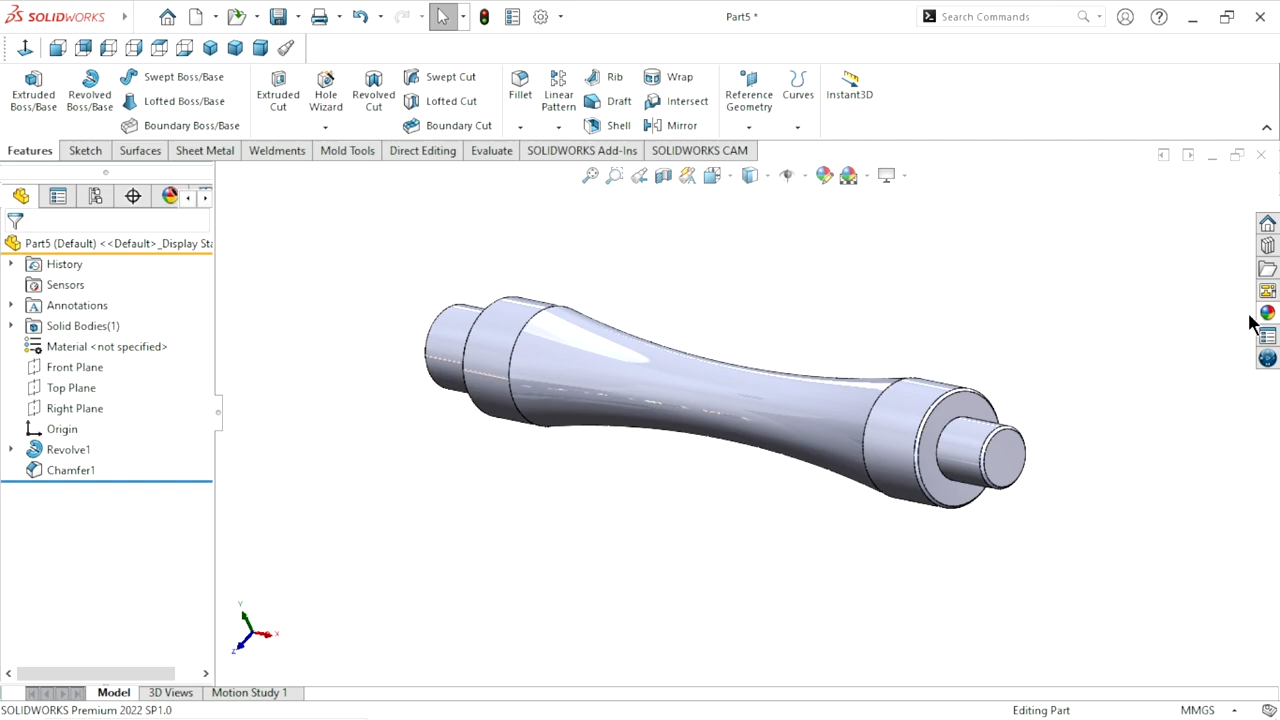 SOLIDWORKS
Part5 *
Search Commands
Extruded Boss/Base
Revolved Boss/Base
Swept Boss/Base
Lofted Boss/Base
Boundary Boss/Base
Extruded Cut
Hole Wizard
Revolved Cut
Swept Cut
Lofted Cut
Boundary Cut
Fillet
Linear Pattern
Rib
Draft
Shell
Wrap
Intersect
Mirror
Reference Geometry
Curves
Instant3D
Features
Sketch
Surfaces
Sheet Metal
Weldments
Mold Tools
Direct Editing
Evaluate
SOLIDWORKS Add-Ins
SOLIDWORKS CAM
Part5 (Default) <<Default>_Display Sta
History
Sensors
Annotations
Solid Bodies(1)
Material <not specified>
Front Plane
Top Plane
Right Plane
Origin
Revolve1
Chamfer1
Y
X
Z
Model
3D Views
Motion Study 1
SOLIDWORKS Premium 2022 SP1.0
Editing Part
MMGS